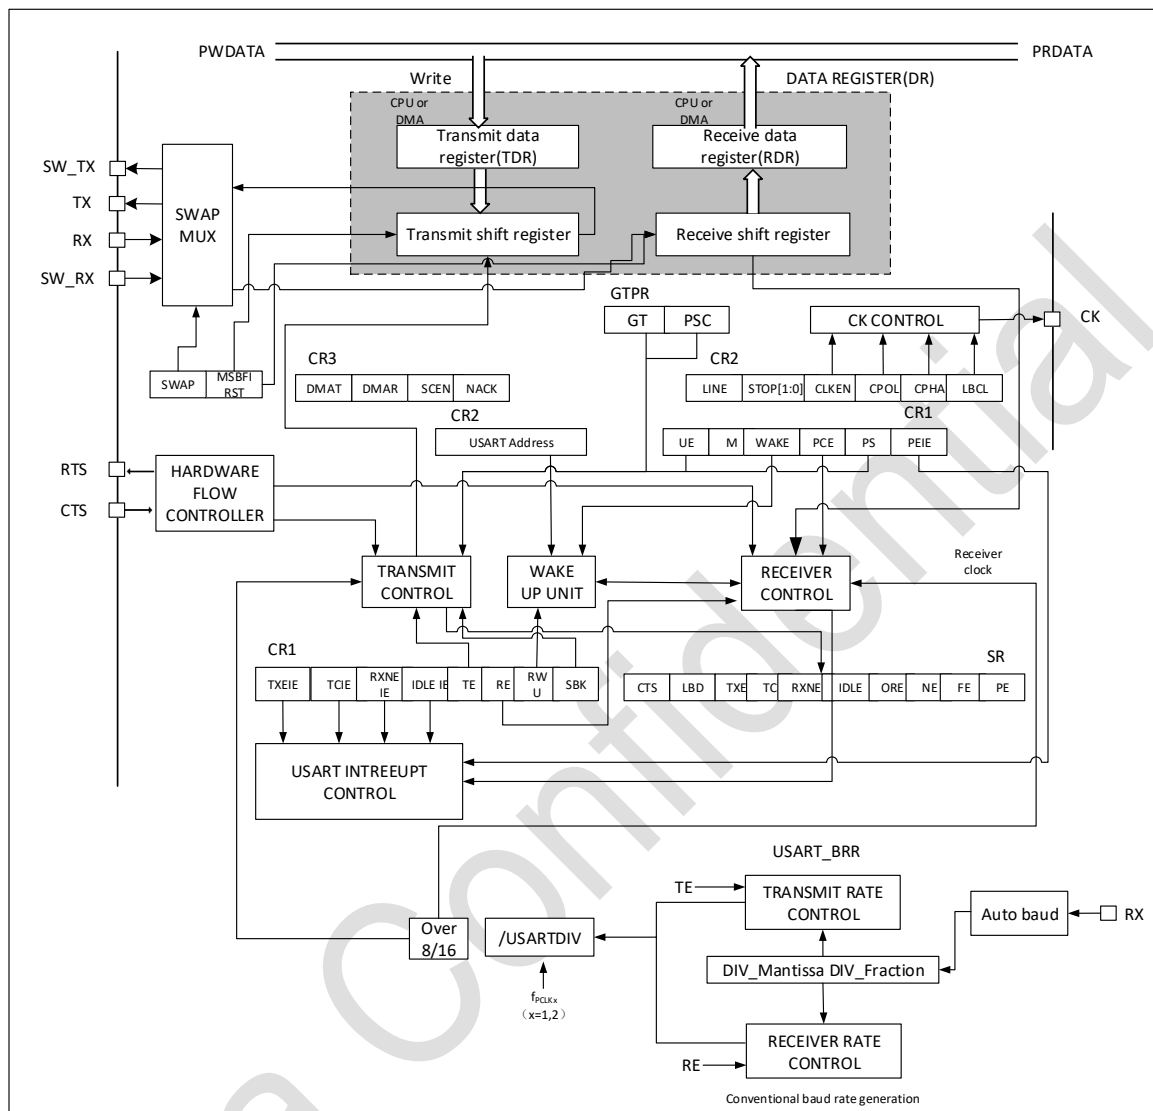 PWDATA
PRDATA
Write
DATA REGISTER(DR)
CPU or
DMA
Transmit data
register(TDR)
CPU or
DMA
Receive data
register(RDR)
SW_TX
TX
RX
SW_RX
SWAP
MUX
Transmit shift register
Receive shift register
GTPR
GT
PSC
CK CONTROL
CK
CR3
CR2
SWAP
MSBFI
RST
DMAT
DMAR
SCEN
NACK
LINE
STOP[1:0]
CLKEN
CPOL
CPHA
LBCL
CR2
CR1
USART Address
UE
M
WAKE
PCE
PS
PEIE
RTS
CTS
HARDWARE
FLOW
CONTROLLER
TRANSMIT
CONTROL
WAKE
UP UNIT
RECEIVER
CONTROL
Receiver
clock
CR1
SR
TXEIE
TCIE
RXNE
IE
IDLE IE
TE
RE
RW
U
SBK
CTS
LBD
TXE
TC
RXNE
IDLE
ORE
NE
FE
PE
USART INTREEUPT
CONTROL
USART_BRR
TE
TRANSMIT RATE
CONTROL
Auto baud
RX
Over
8/16
/USARTDIV
DIV_Mantissa DIV_Fraction
fPCLKx
（x=1,2）
RECEIVER RATE
CONTROL
RE
Conventional baud rate generation
a Confidential